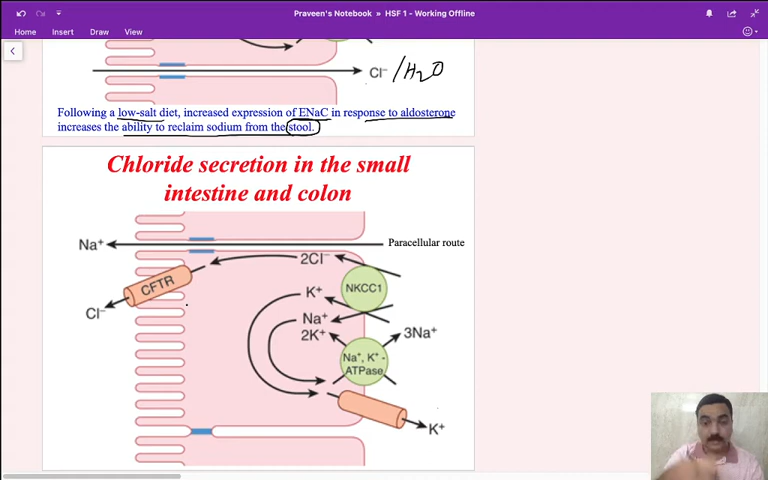 Praveen's Notebook » HSF 1 - Working Offline
Home Insert Draw View
Cl⁻ /H₂O
Following a low-salt diet, increased expression of ENaC in response to aldosterone
increases the ability to reclaim sodium from the stool.
Chloride secretion in the small
intestine and colon
Na⁺
Paracellular route
2Cl⁻
CFTR
NKCC1
K⁺
Cl⁻
Na⁺
2K⁺
3Na⁺
Na⁺, K⁺ -
ATPase
K⁺